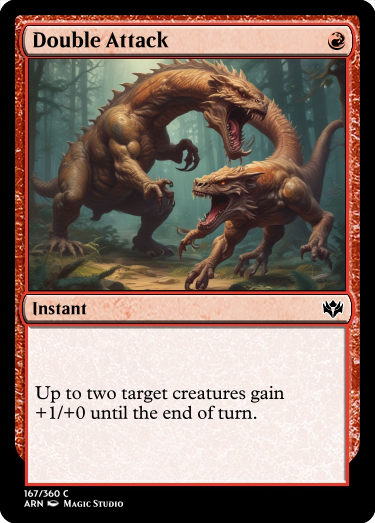 Double Attack
Instant
Up to two target creatures gain
+1/+0 until the end of turn.
167/360 C
ARN Magic Studio